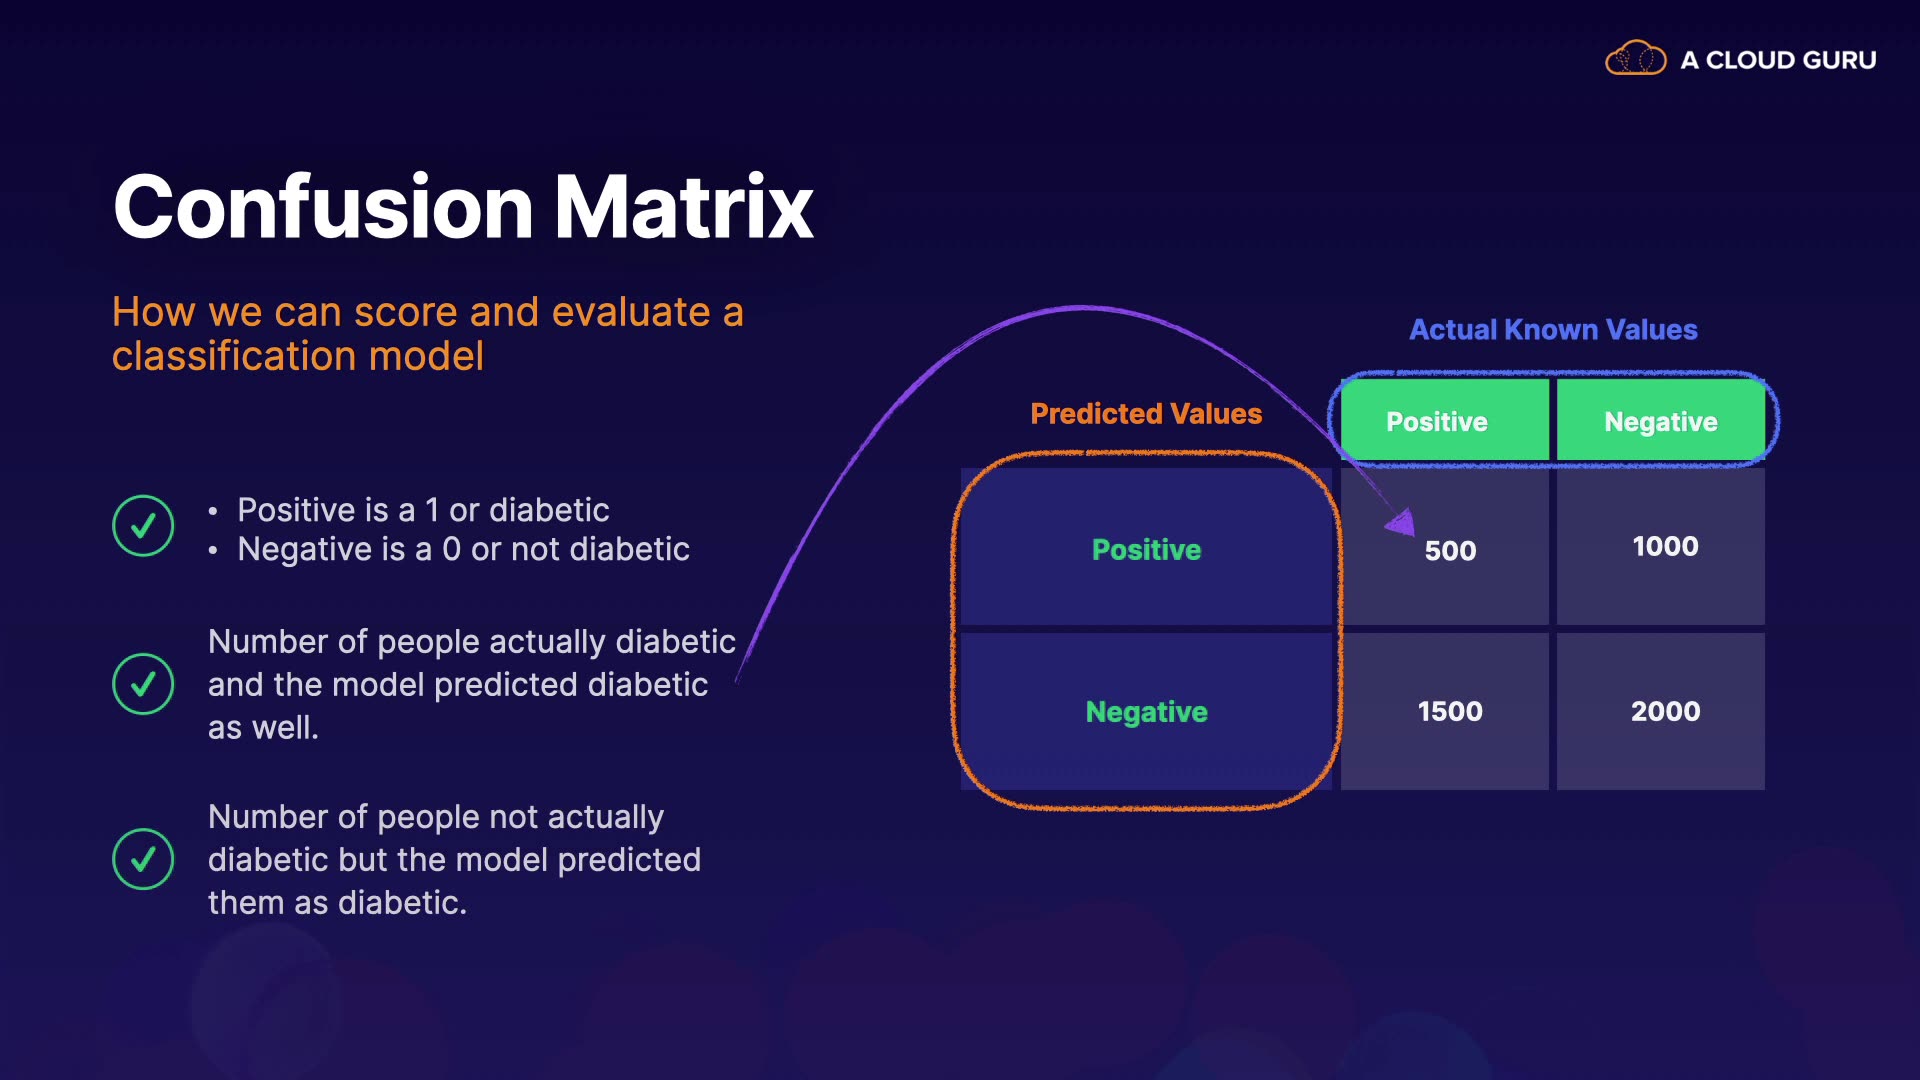 A CLOUD GURU
Confusion Matrix
How we can score and evaluate a
classification model
• Positive is a 1 or diabetic
• Negative is a 0 or not diabetic
Number of people actually diabetic
and the model predicted diabetic
as well.
Number of people not actually
diabetic but the model predicted
them as diabetic.
Actual Known Values
Predicted Values
Positive Negative
Positive 500 1000
Negative 1500 2000